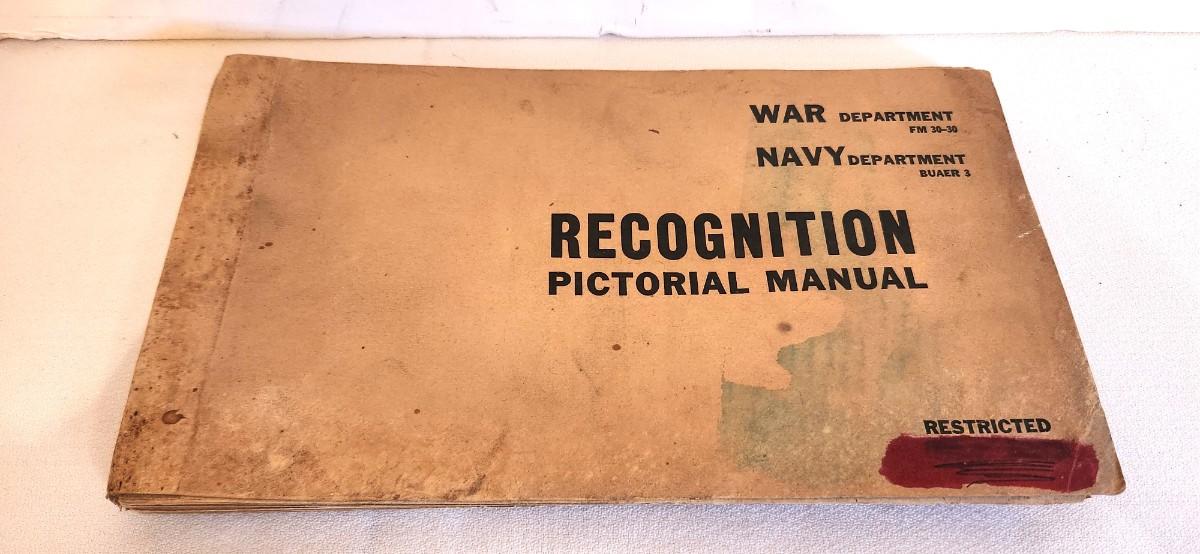 WAR DEPARTMENT
FM 30-30
NAVY DEPARTMENT
BUAER 3
RECOGNITION
PICTORIAL MANUAL
RESTRICTED